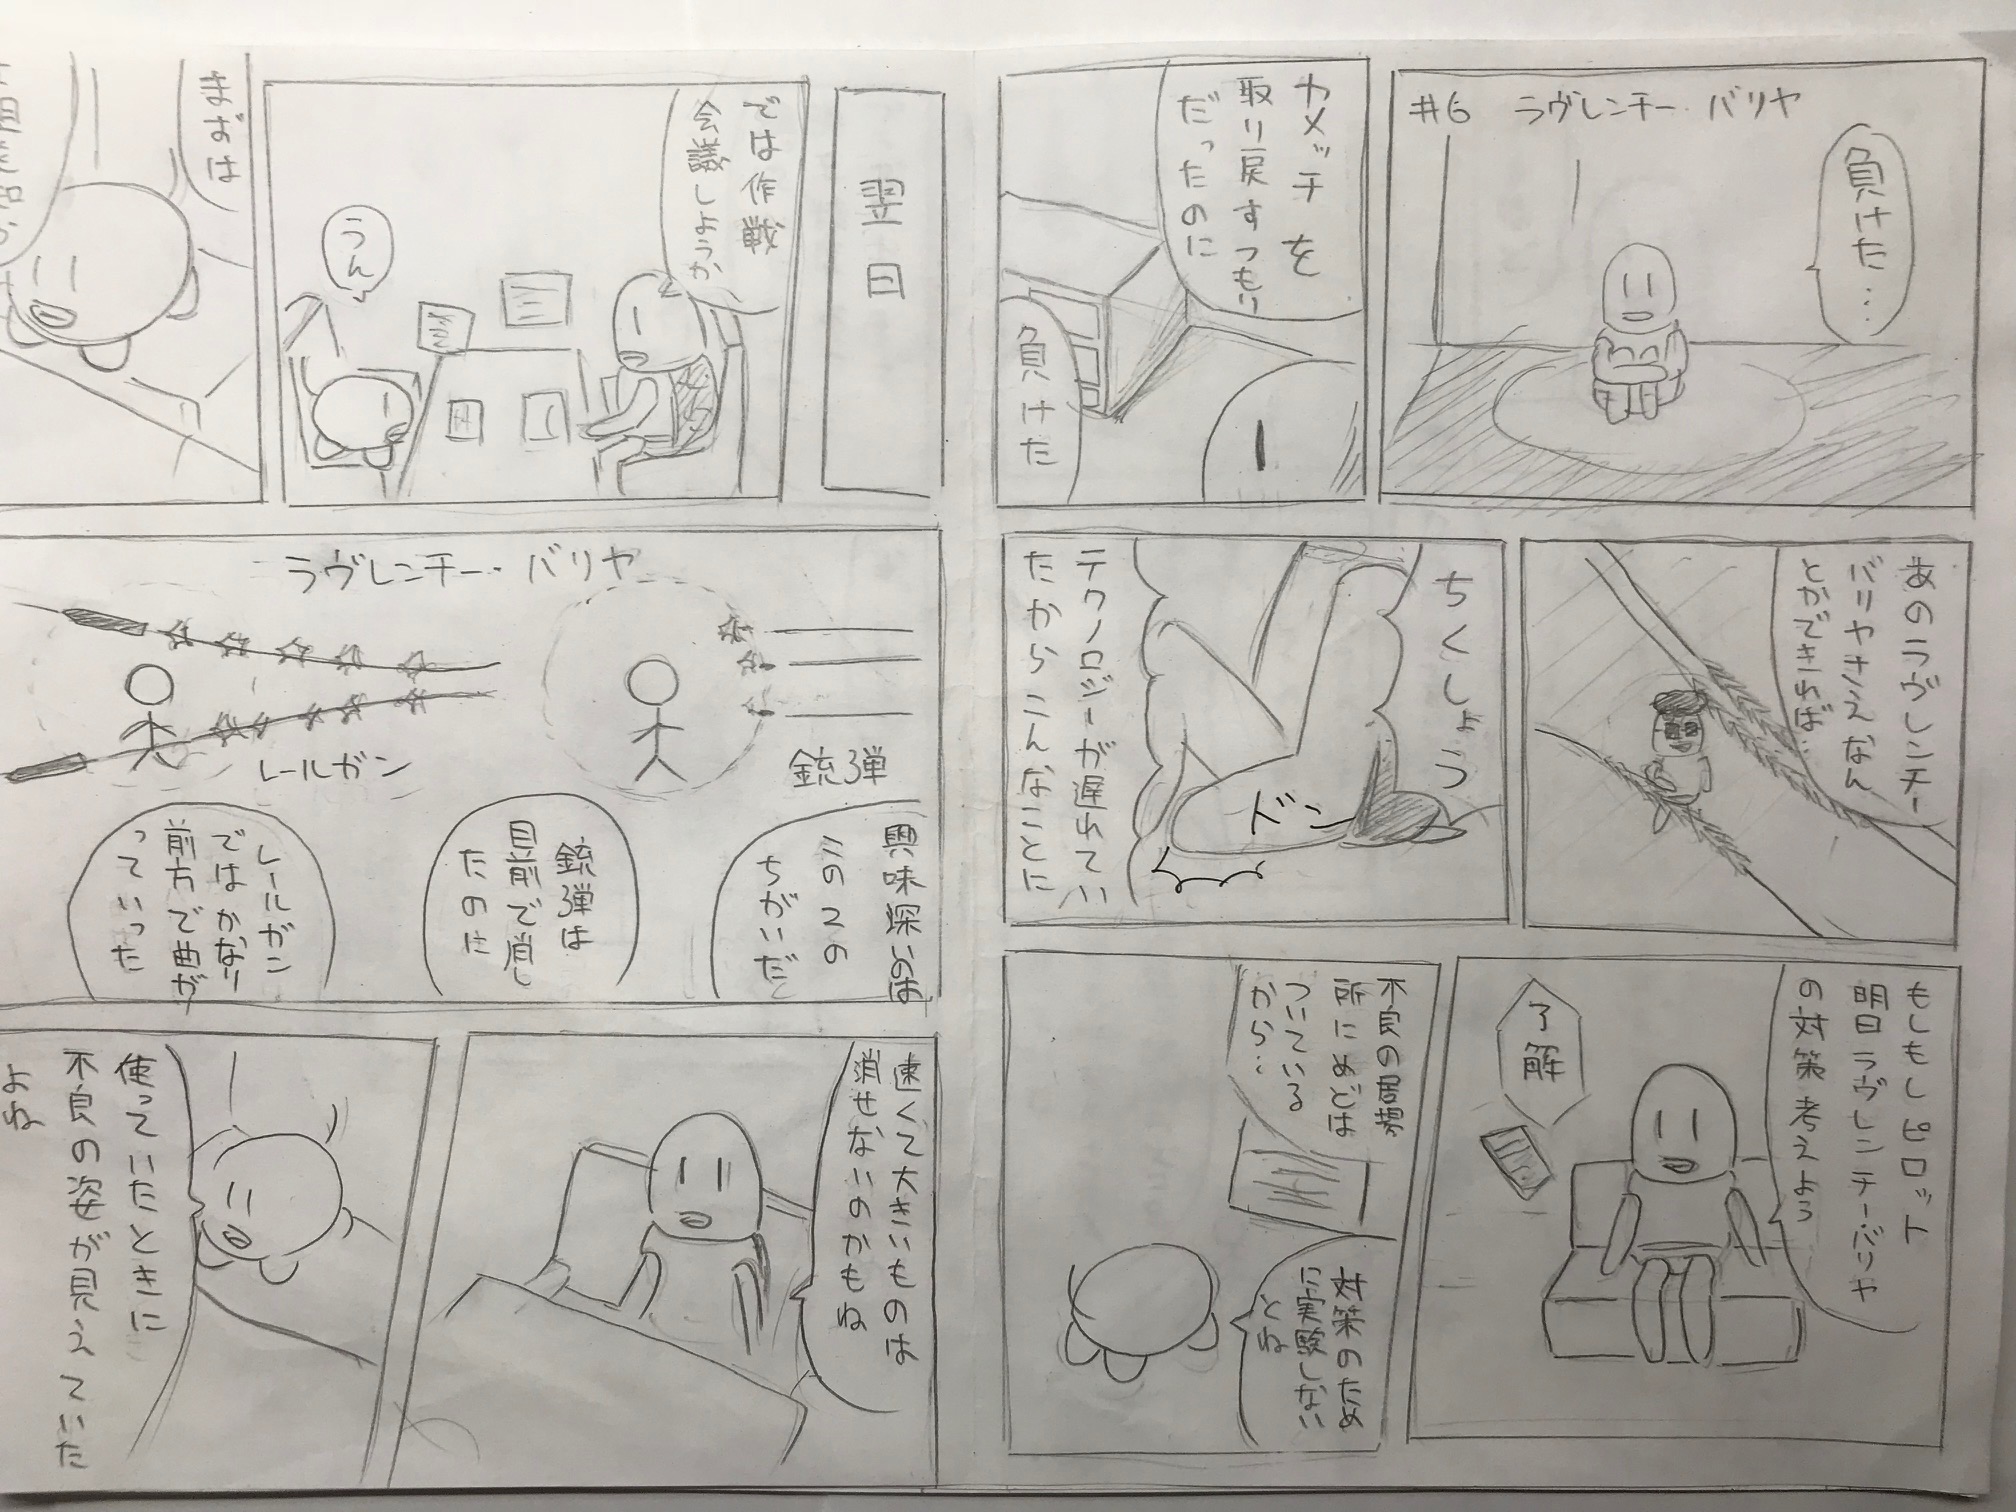 #6 ラヴレンチー・バリヤ
負けた…
カメッチを
取り戻すつもり
だったのに
負けた
あのラヴレンチー
バリヤさえなん
とかできれば…
ちくしょう
ドン
テクノロジーが遅れてい
たからこんなことに
もしもしピロット
明日ラヴレンチーバリヤ
の対策考えよう
了解
不良の居場
所にめどは
ついている
から…
対策のため
に実験しない
とね
翌日
では作戦
会議しようか
うん
まずは
ラヴレンチー・バリヤ
銃弾
レールガン
興味深いのは
この2つの
ちがいだ
銃弾は
目前で消し
たのに
レールガン
ではかなり
前方で曲が
っていった
速くて大きいものは
消せないのかもね
使っていたときに
不良の姿が見えていた
よね